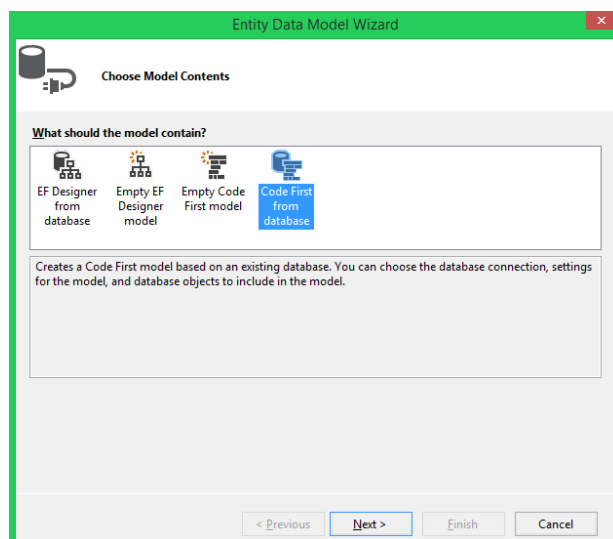 Entity Data Model Wizard
Choose Model Contents
What should the model contain?
EF Designer from database
Empty EF Designer model
Empty Code First model
Code First from database
Creates a Code First model based on an existing database. You can choose the database connection, settings
for the model, and database objects to include in the model.
< Previous
Next >
Finish
Cancel